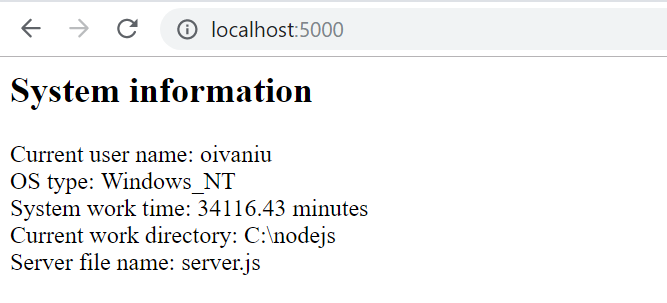 localhost:5000
System information
Current user name: oivaniu
OS type: Windows_NT
System work time: 34116.43 minutes
Current work directory: C:\nodejs
Server file name: server.js